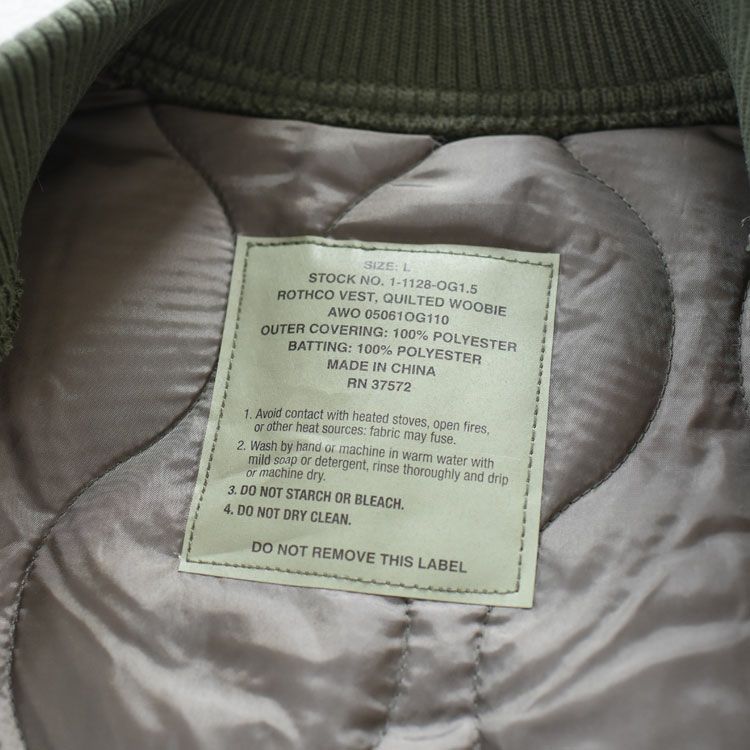 SIZE: L
STOCK NO. 1-1128-OG1.5
ROTHCO VEST, QUILTED WOOBIE
AWO 05061OG110
OUTER COVERING: 100% POLYESTER
BATTING: 100% POLYESTER
MADE IN CHINA
RN 37572
1. Avoid contact with heated stoves, open fires,
or other heat sources: fabric may fuse.
2. Wash by hand or machine in warm water with
mild soap or detergent, rinse thoroughly and drip
or machine dry.
3. DO NOT STARCH OR BLEACH.
4. DO NOT DRY CLEAN.
DO NOT REMOVE THIS LABEL